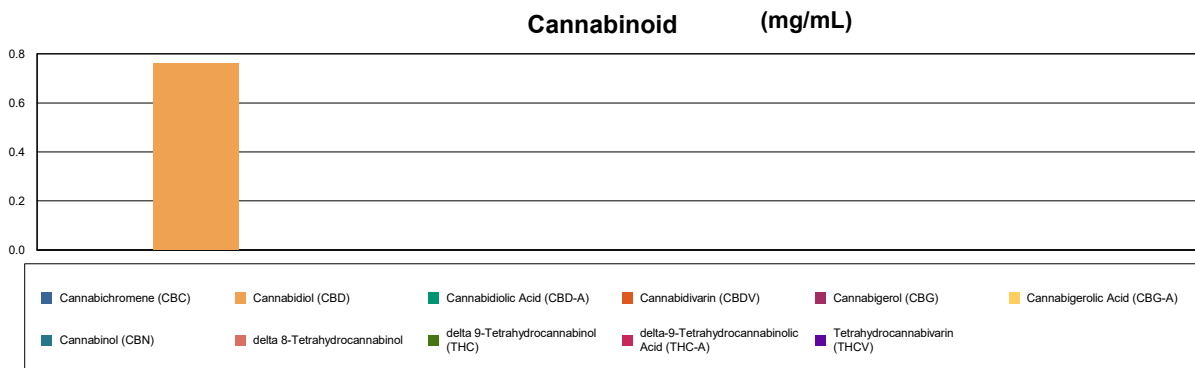 Cannabinoid (mg/mL)
0.8
0.6
0.4
0.2
0.0
Cannabichromene (CBC) Cannabidiol (CBD) Cannabidiolic Acid (CBD-A) Cannabidivarin (CBDV) Cannabigerol (CBG) Cannabigerolic Acid (CBG-A)
Cannabinol (CBN) delta 8-Tetrahydrocannabinol delta 9-Tetrahydrocannabinol
(THC) delta-9-Tetrahydrocannabinolic
Acid (THC-A) Tetrahydrocannabivarin
(THCV)